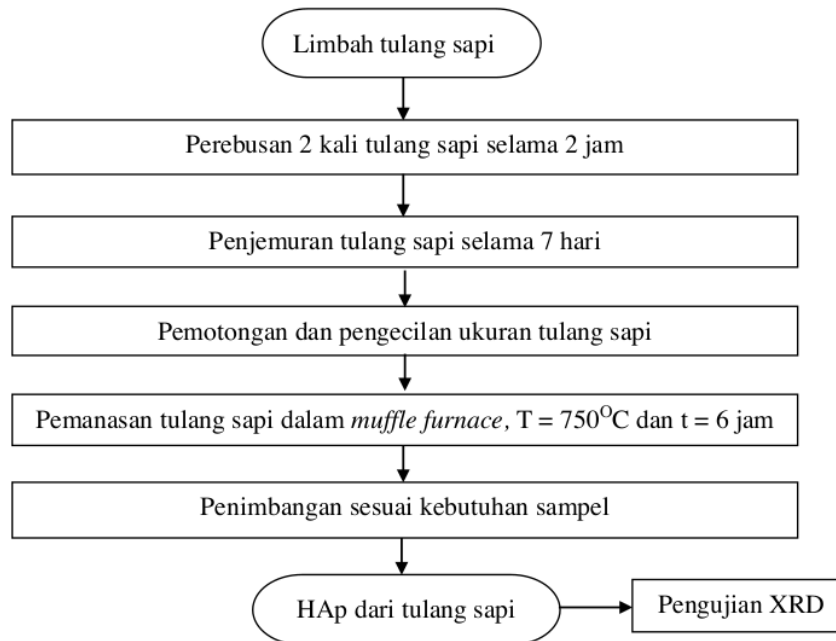 Limbah tulang sapi
Perebusan 2 kali tulang sapi selama 2 jam
Penjemuran tulang sapi selama 7 hari
Pemotongan dan pengecilan ukuran tulang sapi
Pemanasan tulang sapi dalam muffle furnace, T = 750ᴼC dan t = 6 jam
Penimbangan sesuai kebutuhan sampel
HAp dari tulang sapi
Pengujian XRD